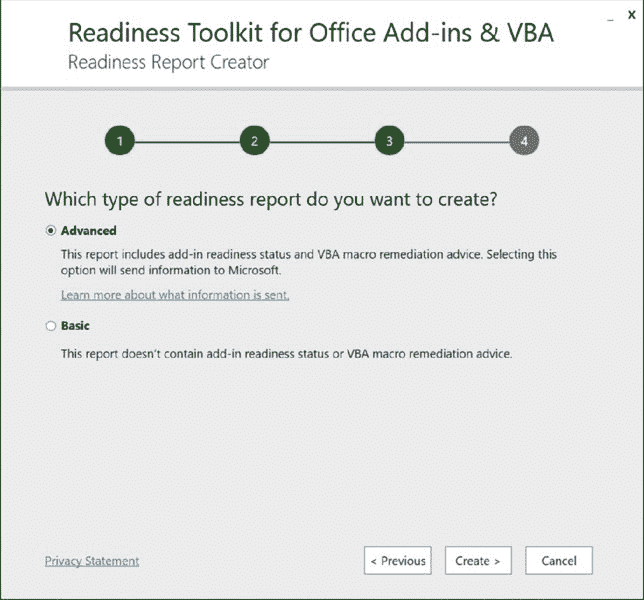 Readiness Toolkit for Office Add-ins & VBA
Readiness Report Creator
1
2
3
4
Which type of readiness report do you want to create?
Advanced
This report includes add-in readiness status and VBA macro remediation advice. Selecting this
option will send information to Microsoft.
Learn more about what information is sent.
Basic
This report doesn't contain add-in readiness status or VBA macro remediation advice.
Privacy Statement
< Previous
Create >
Cancel